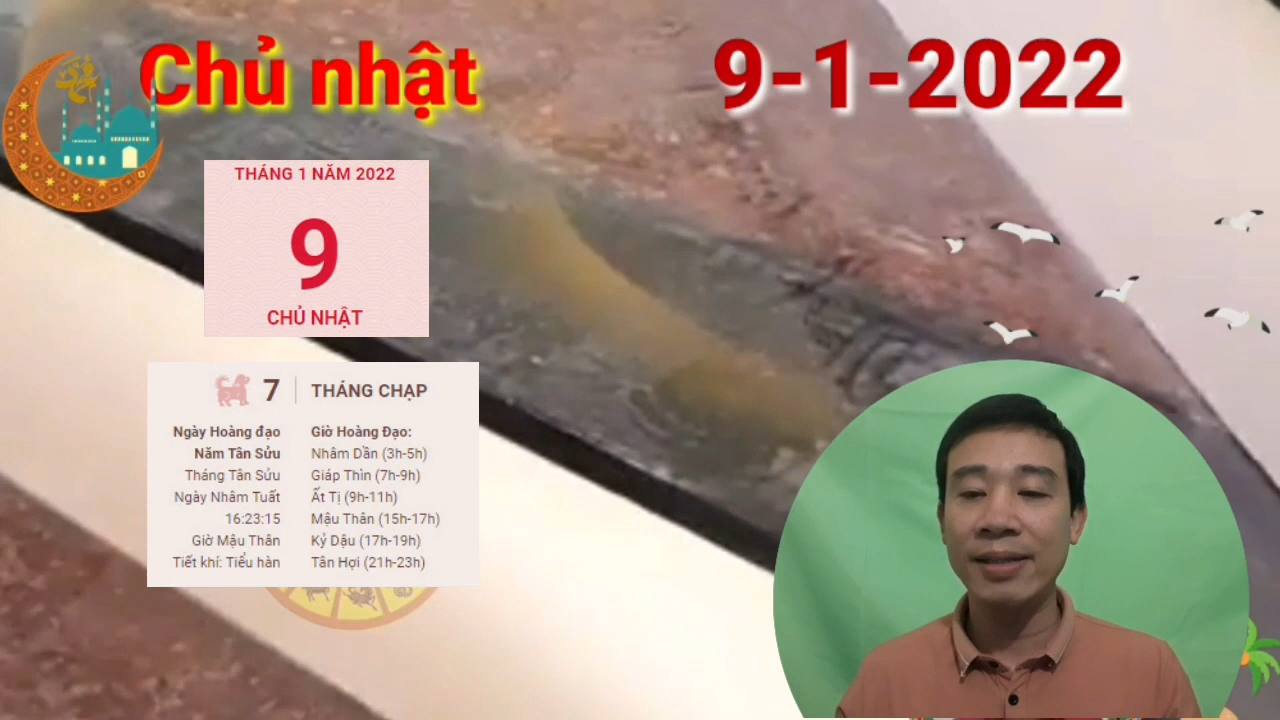 Chủ nhật
9-1-2022
THÁNG 1 NĂM 2022
9
CHỦ NHẬT
7
THÁNG CHẠP
Ngày Hoàng đạo
Năm Tân Sửu
Tháng Tân Sửu
Ngày Nhâm Tuất
16:23:15
Giờ Mậu Thân
Tiết khí: Tiểu hàn
Giờ Hoàng Đạo:
Nhâm Dần (3h-5h)
Giáp Thìn (7h-9h)
Ất Tị (9h-11h)
Mậu Thân (15h-17h)
Kỷ Dậu (17h-19h)
Tân Hợi (21h-23h)